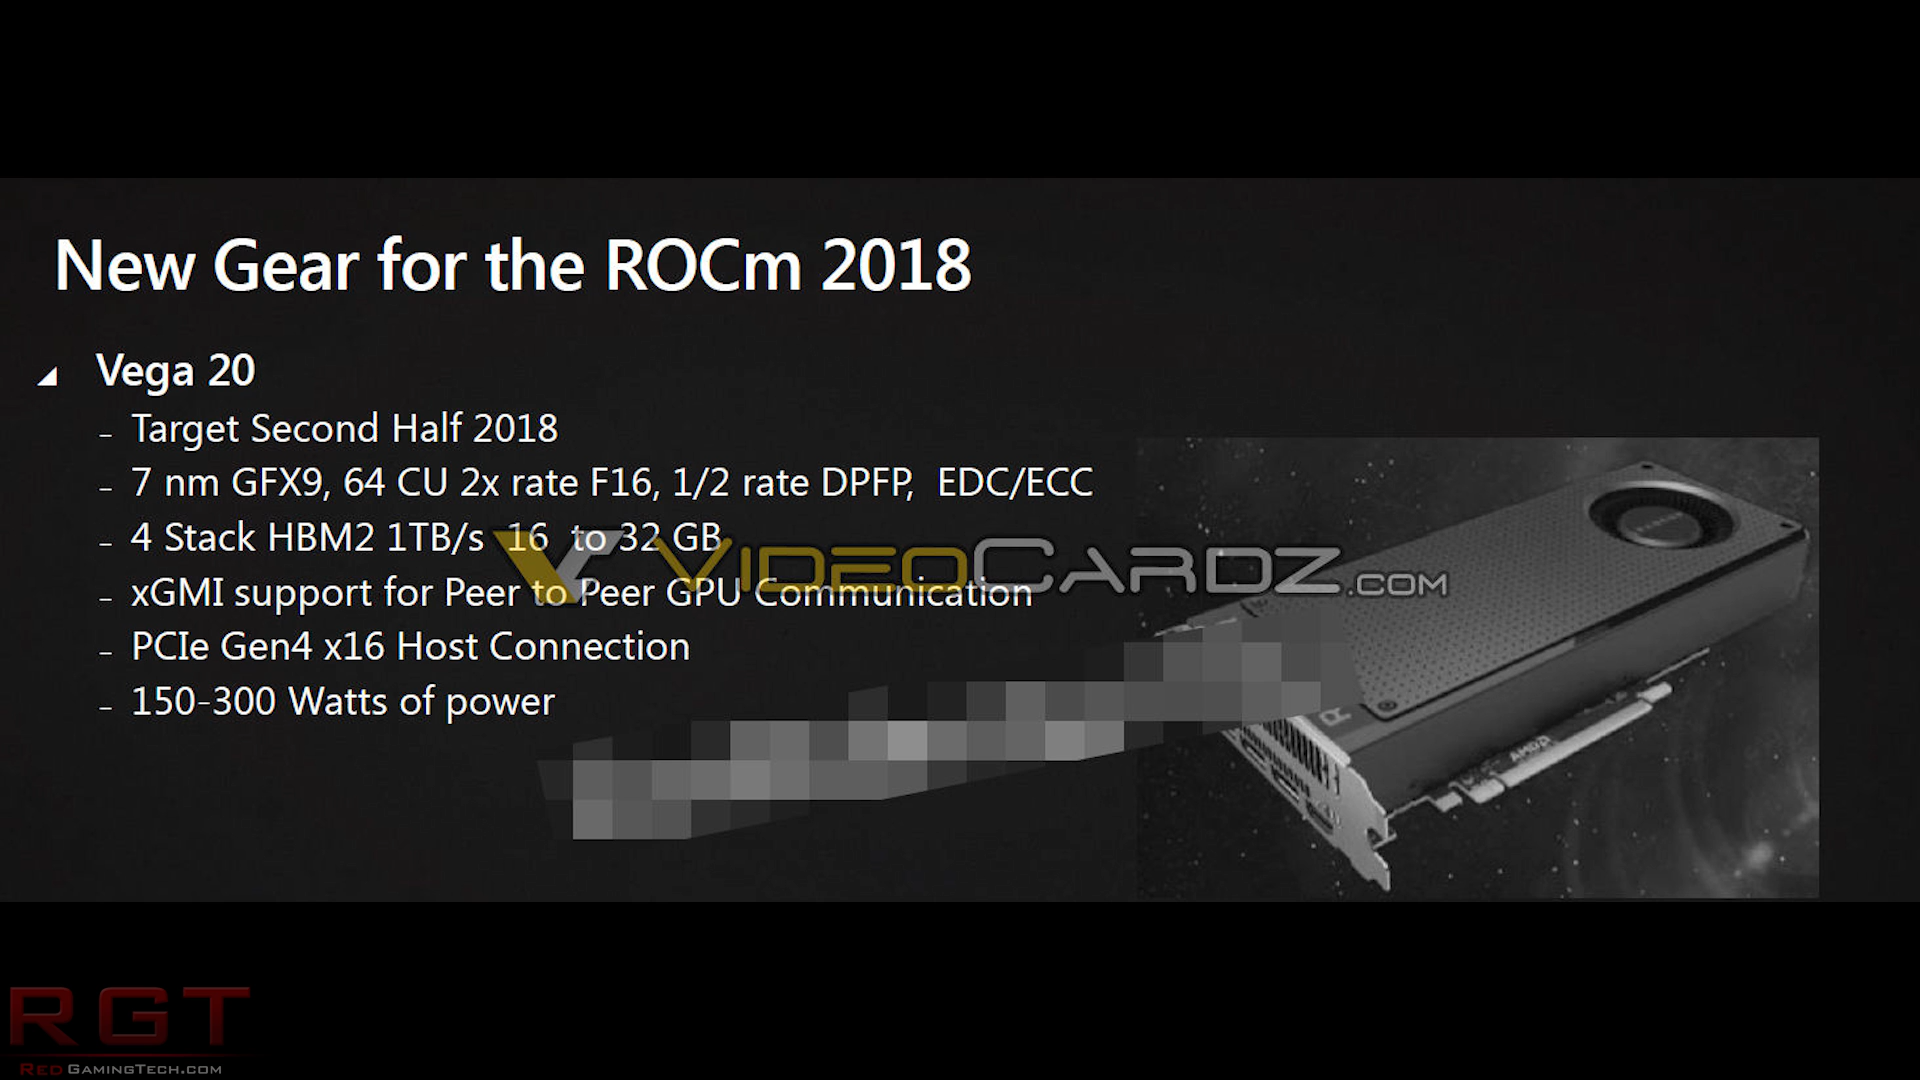 New Gear for the ROCm 2018
Vega 20
– Target Second Half 2018
– 7 nm GFX9, 64 CU 2x rate F16, 1/2 rate DPFP, EDC/ECC
– 4 Stack HBM2 1TB/s 16 to 32 GB
– xGMI support for Peer to Peer GPU Communication
– PCIe Gen4 x16 Host Connection
– 150-300 Watts of power
VIDEOCARDZ.COM
R
AMD
RGT
REDGAMINGTECH.COM